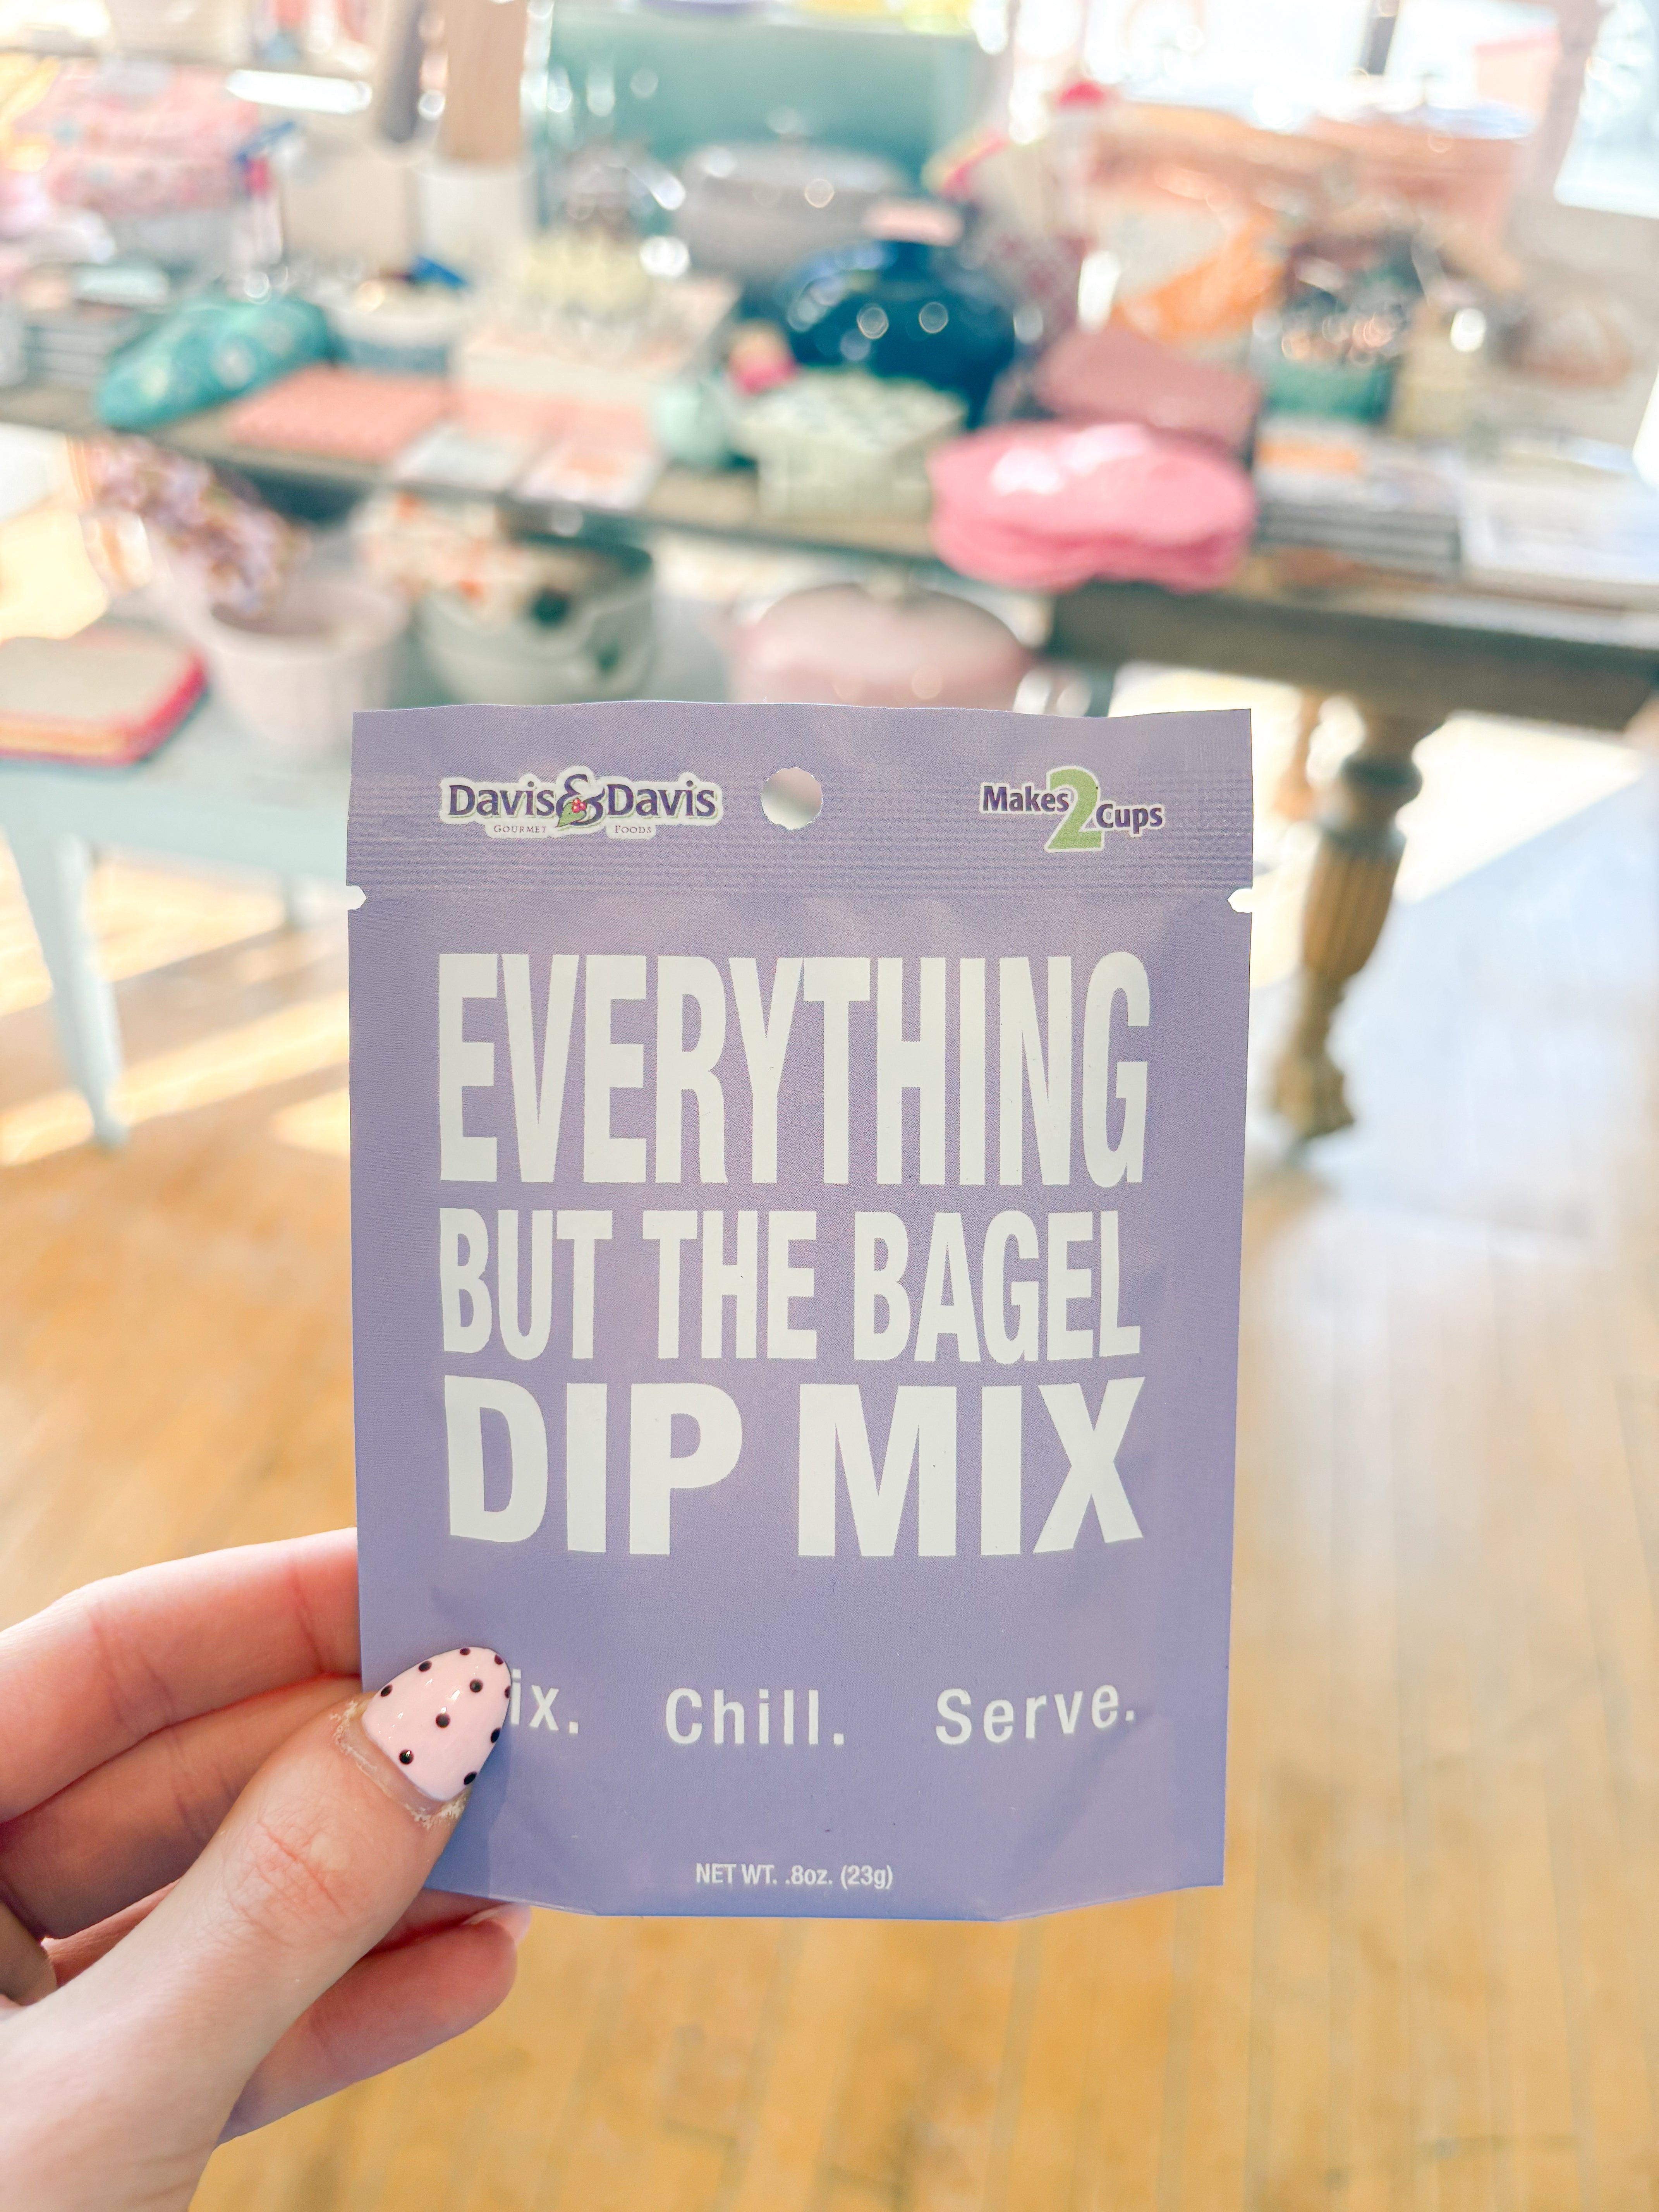 Davis & Davis
GOURMET FOODS
Makes 2 Cups
EVERYTHING
BUT THE BAGEL
DIP MIX
ix. Chill. Serve.
NET WT. .8oz. (23g)